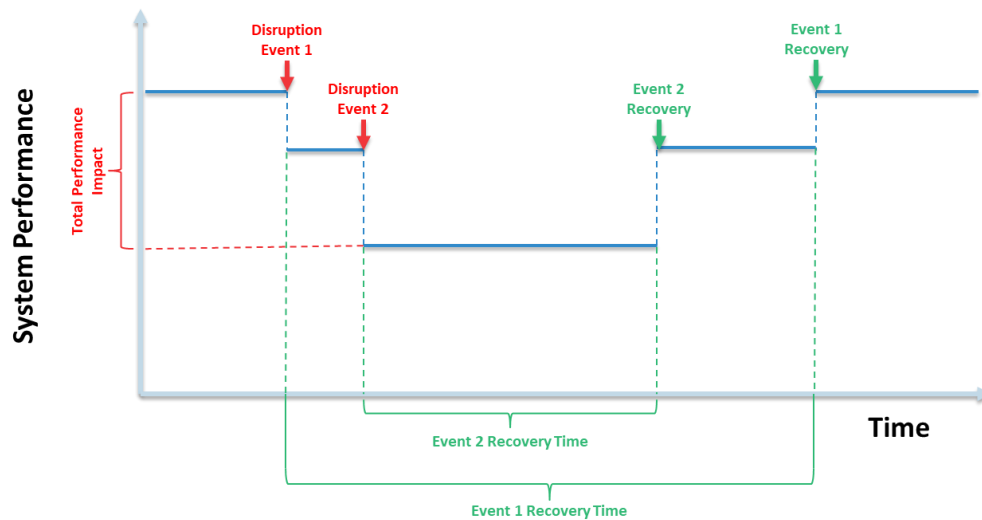 Disruption
Event 1
Disruption
Event 2
Event 2
Recovery
Event 1
Recovery
Total Performance
Impact
System Performance
Time
Event 2 Recovery Time
Event 1 Recovery Time